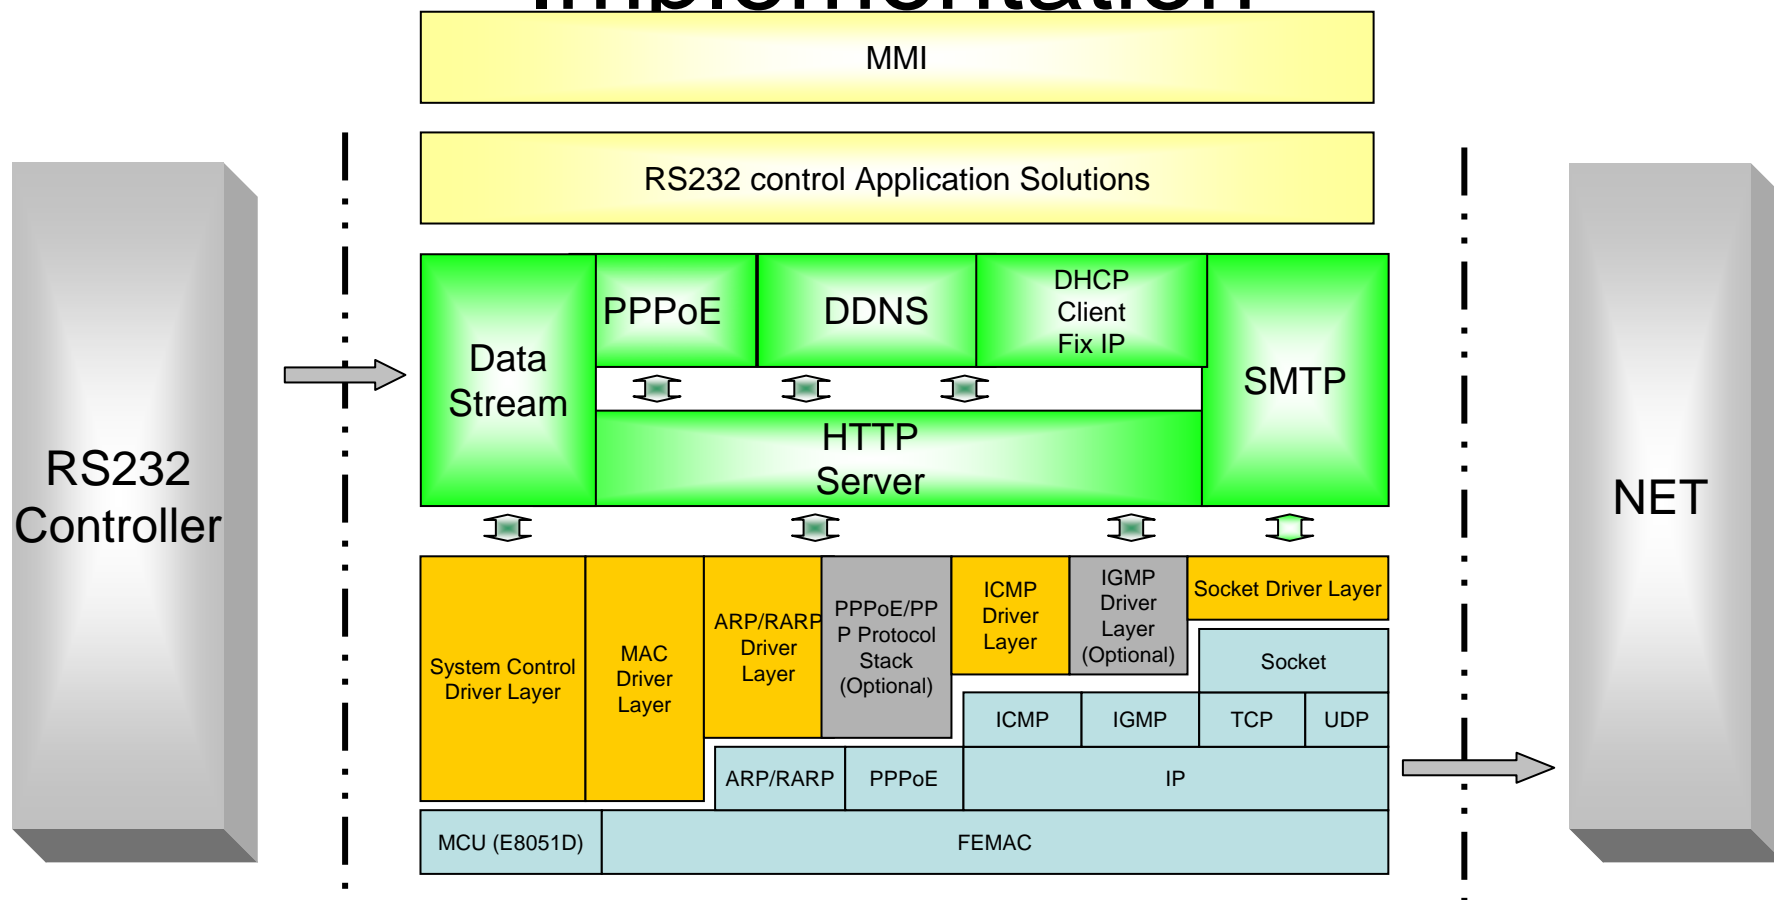 Implementation
MMI
RS232 control Application Solutions
RS232
Controller
Data
Stream
PPPoE
DDNS
DHCP
Client
Fix IP
SMTP
HTTP
Server
NET
System Control
Driver Layer
MAC
Driver
Layer
ARP/RARP
Driver
Layer
PPPoE/PP
P Protocol
Stack
(Optional)
ICMP
Driver
Layer
IGMP
Driver
Layer
(Optional)
Socket Driver Layer
Socket
ICMP
IGMP
TCP
UDP
ARP/RARP
PPPoE
IP
MCU (E8051D)
FEMAC